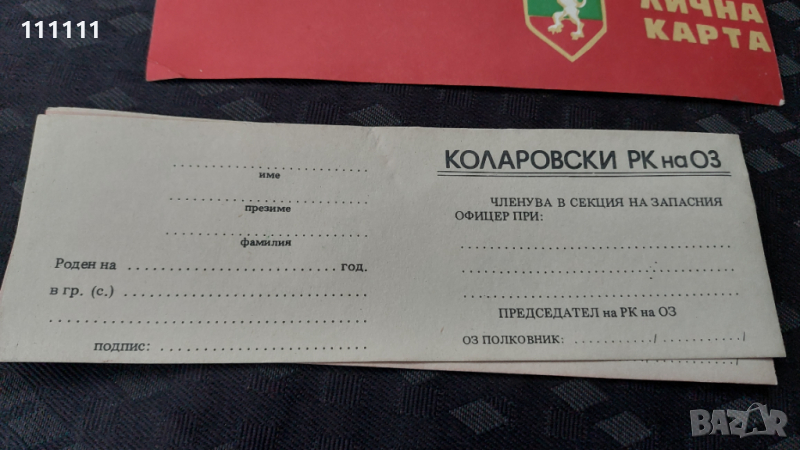 111111
ЛИЧНА
КАРТА
КОЛАРОВСКИ РК на ОЗ
име
презиме
фамилия
Роден на .............................. год.
в гр. (с.) ........................................
подпис: ..............................
ЧЛЕНУВА В СЕКЦИЯ НА ЗАПАСНИЯ
ОФИЦЕР ПРИ:
ПРЕДСЕДАТЕЛ на РК на ОЗ
ОЗ ПОЛКОВНИК: ............/............/
BAZAR